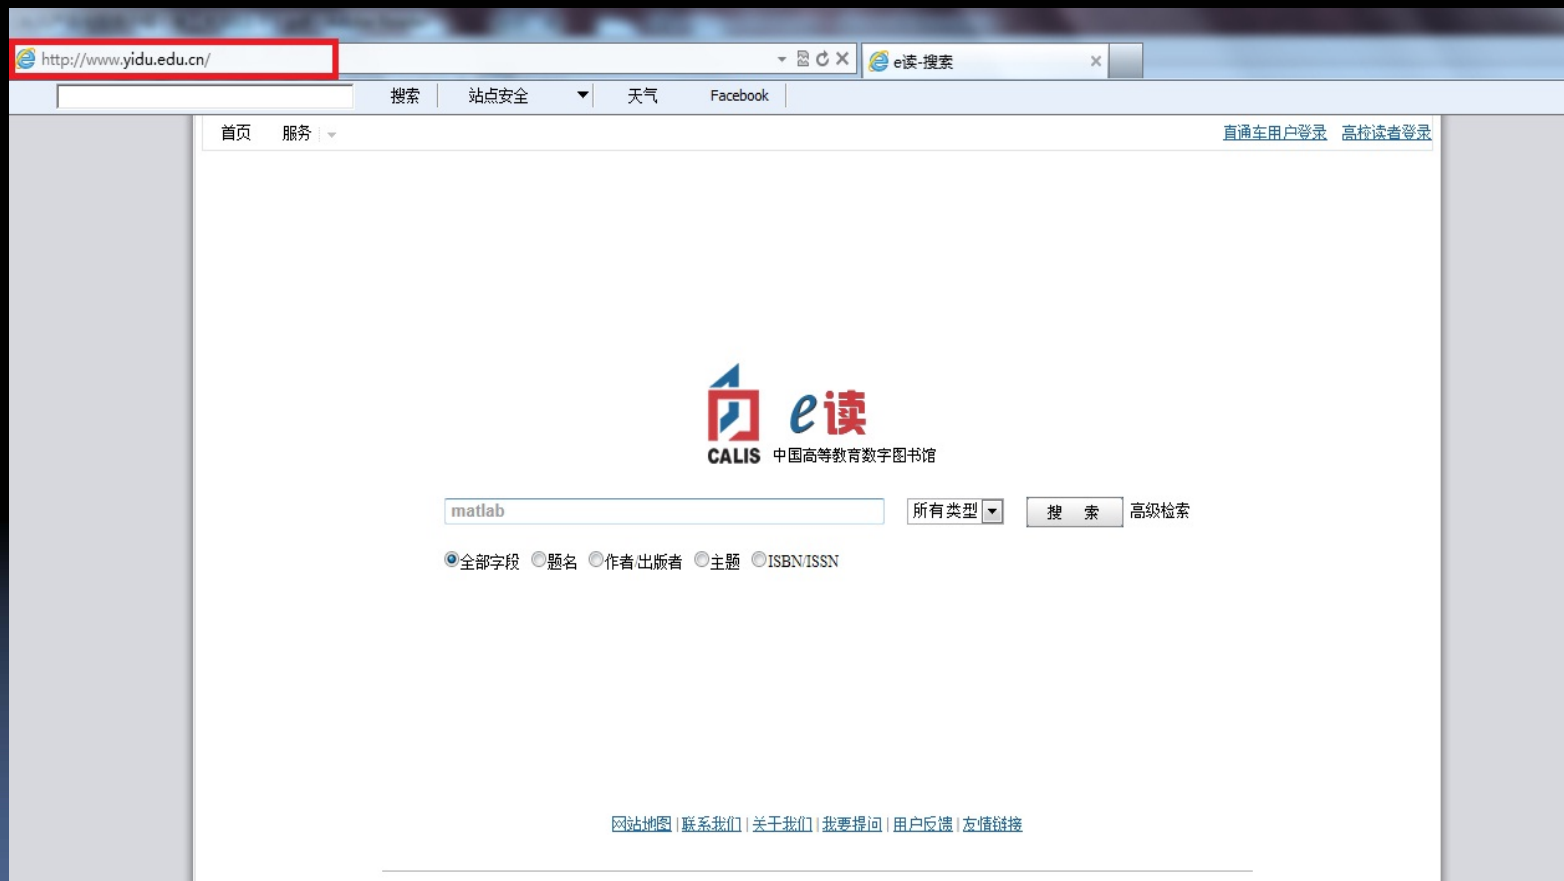 http://www.yidu.edu.cn/
e读-搜索
搜索 站点安全 天气 Facebook
首页 服务 直通车用户登录 高校读者登录
e读
CALIS 中国高等教育数字图书馆
matlab 所有类型 搜 索 高级检索
全部字段 题名 作者/出版者 主题 ISBN/ISSN
网站地图 | 联系我们 | 关于我们 | 我要提问 | 用户反馈 | 友情链接